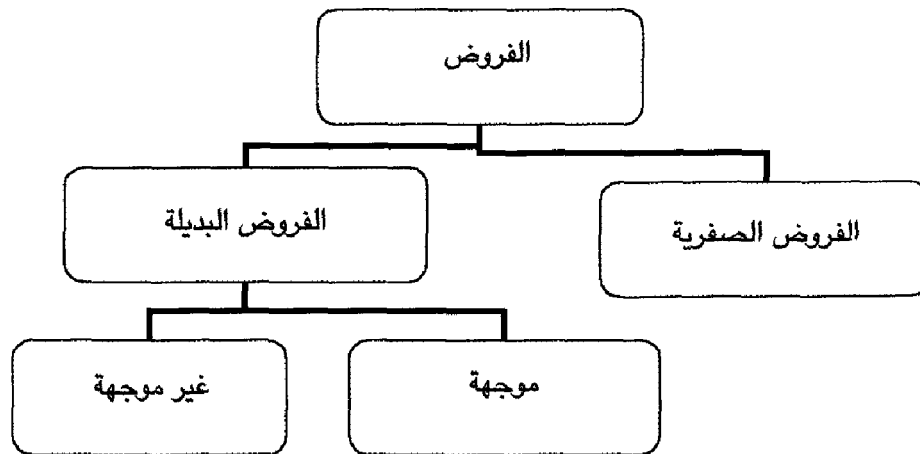 الفروض
الفروض الصفرية
الفروض البديلة
موجهة
غير موجهة